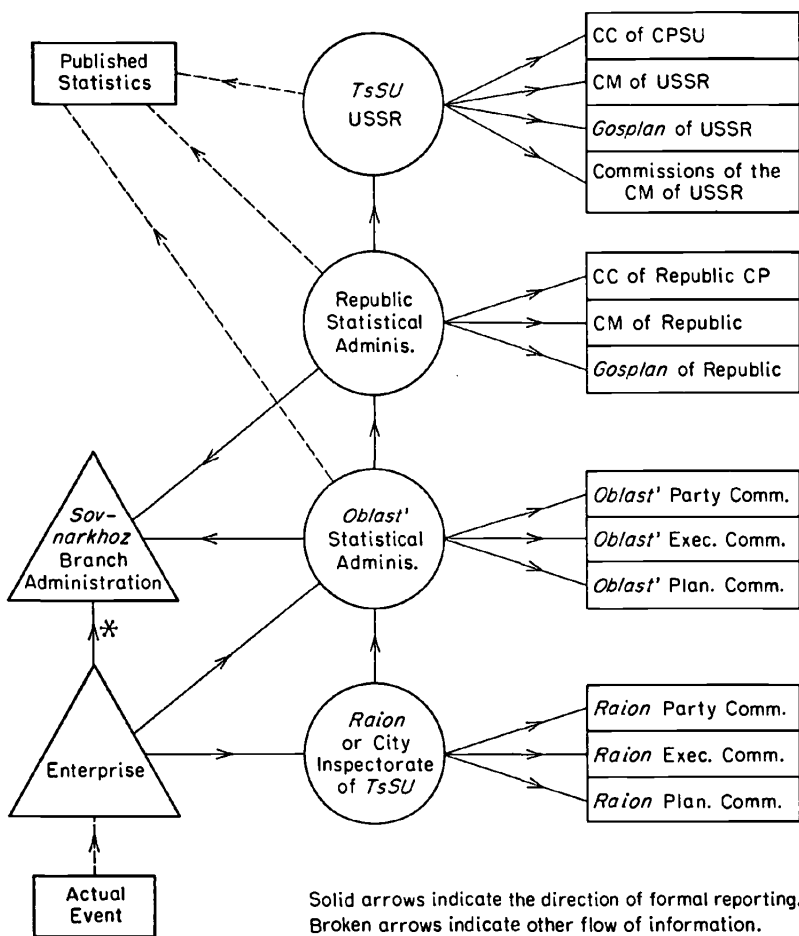 Published
Statistics
TsSU
USSR
CC of CPSU
CM of USSR
Gosplan of USSR
Commissions of the
CM of USSR
Republic
Statistical
Adminis.
CC of Republic CP
CM of Republic
Gosplan of Republic
Sov-
narkhoz
Branch
Administration
Oblast'
Statistical
Adminis.
Oblast' Party Comm.
Oblast' Exec. Comm.
Oblast' Plan. Comm.
*
Enterprise
Raion
or City
Inspectorate
of TsSU
Raion Party Comm.
Raion Exec. Comm.
Raion Plan. Comm.
Actual
Event
Solid arrows indicate the direction of formal reporting.
Broken arrows indicate other flow of information.